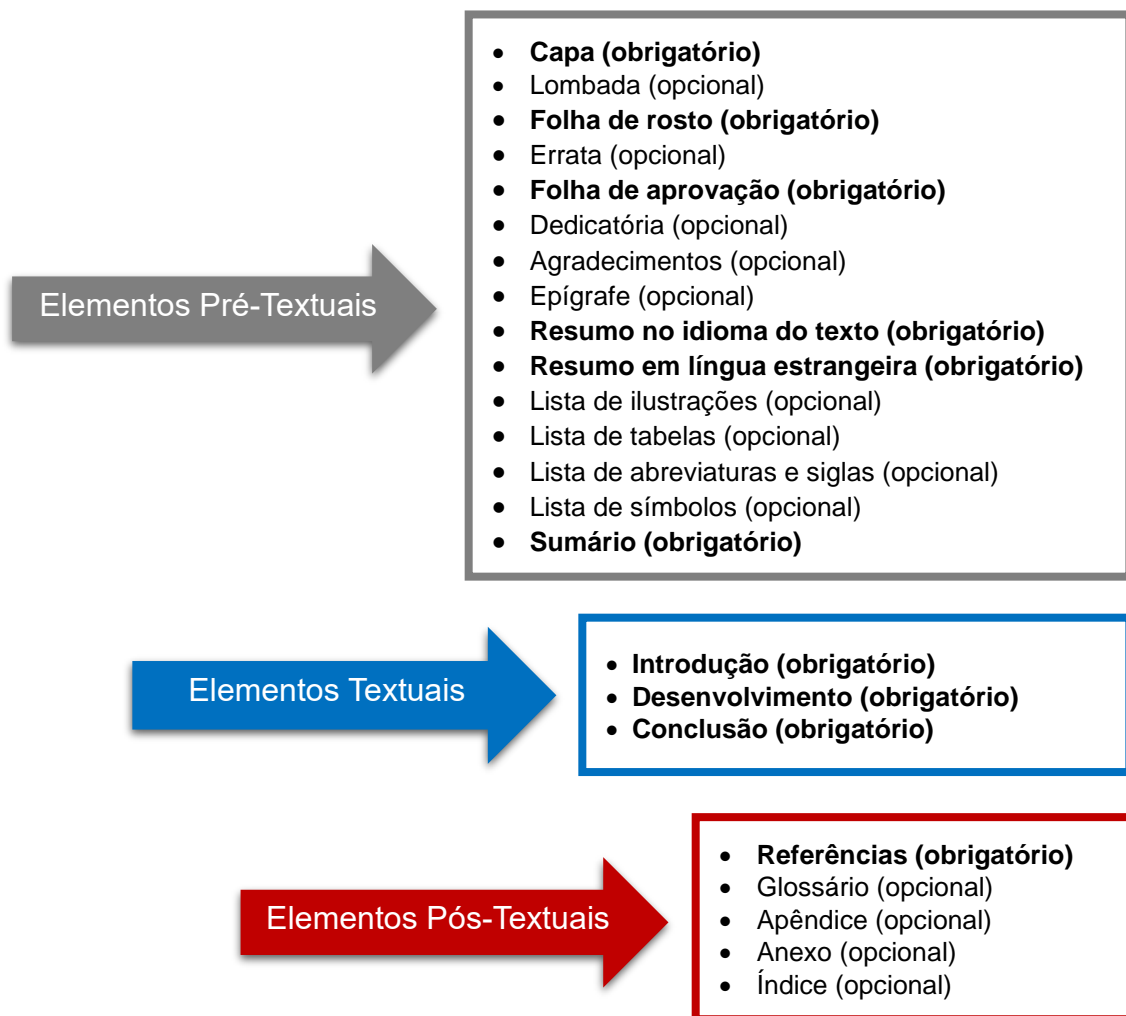 Elementos Pré-Textuais
• Capa (obrigatório)
• Lombada (opcional)
• Folha de rosto (obrigatório)
• Errata (opcional)
• Folha de aprovação (obrigatório)
• Dedicatória (opcional)
• Agradecimentos (opcional)
• Epígrafe (opcional)
• Resumo no idioma do texto (obrigatório)
• Resumo em língua estrangeira (obrigatório)
• Lista de ilustrações (opcional)
• Lista de tabelas (opcional)
• Lista de abreviaturas e siglas (opcional)
• Lista de símbolos (opcional)
• Sumário (obrigatório)
Elementos Textuais
• Introdução (obrigatório)
• Desenvolvimento (obrigatório)
• Conclusão (obrigatório)
Elementos Pós-Textuais
• Referências (obrigatório)
• Glossário (opcional)
• Apêndice (opcional)
• Anexo (opcional)
• Índice (opcional)